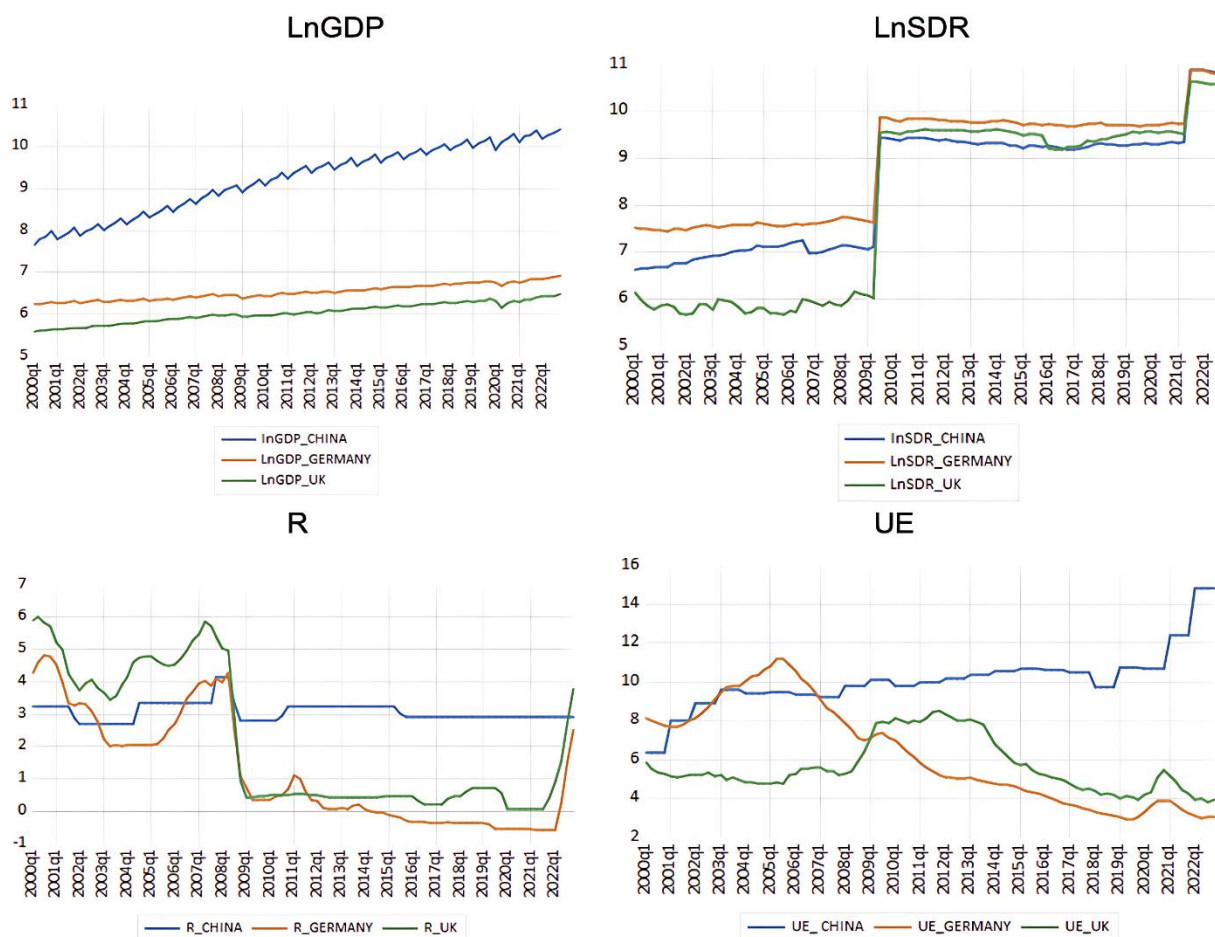 LnGDP
11
10
9
8
7
6
5
2000q1
2001q1
2002q1
2003q1
2004q1
2005q1
2006q1
2007q1
2008q1
2009q1
2010q1
2011q1
2012q1
2013q1
2014q1
2015q1
2016q1
2017q1
2018q1
2019q1
2020q1
2021q1
2022q1
lnGDP_CHINA
LnGDP_GERMANY
LnGDP_UK
LnSDR
11
10
9
8
7
6
5
2000q1
2001q1
2002q1
2003q1
2004q1
2005q1
2006q1
2007q1
2008q1
2009q1
2010q1
2011q1
2012q1
2013q1
2014q1
2015q1
2016q1
2017q1
2018q1
2019q1
2020q1
2021q1
2022q1
lnSDR_CHINA
LnSDR_GERMANY
LnSDR_UK
R
7
6
5
4
3
2
1
0
-1
2000q1
2001q1
2002q1
2003q1
2004q1
2005q1
2006q1
2007q1
2008q1
2009q1
2010q1
2011q1
2012q1
2013q1
2014q1
2015q1
2016q1
2017q1
2018q1
2019q1
2020q1
2021q1
2022q1
R_CHINA R_GERMANY R_UK
UE
16
14
12
10
8
6
4
2
2000q1
2001q1
2002q1
2003q1
2004q1
2005q1
2006q1
2007q1
2008q1
2009q1
2010q1
2011q1
2012q1
2013q1
2014q1
2015q1
2016q1
2017q1
2018q1
2019q1
2020q1
2021q1
2022q1
UE_ CHINA UE_GERMANY UE_UK